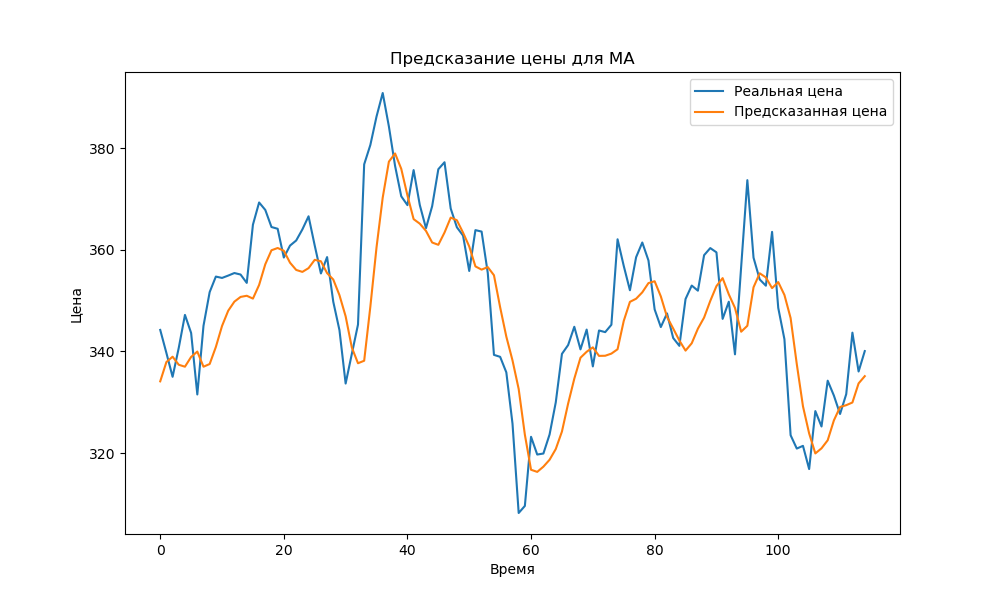 Предсказание цены для MA
Реальная цена
Предсказанная цена
Цена
380
360
340
320
0 20 40 60 80 100
Время